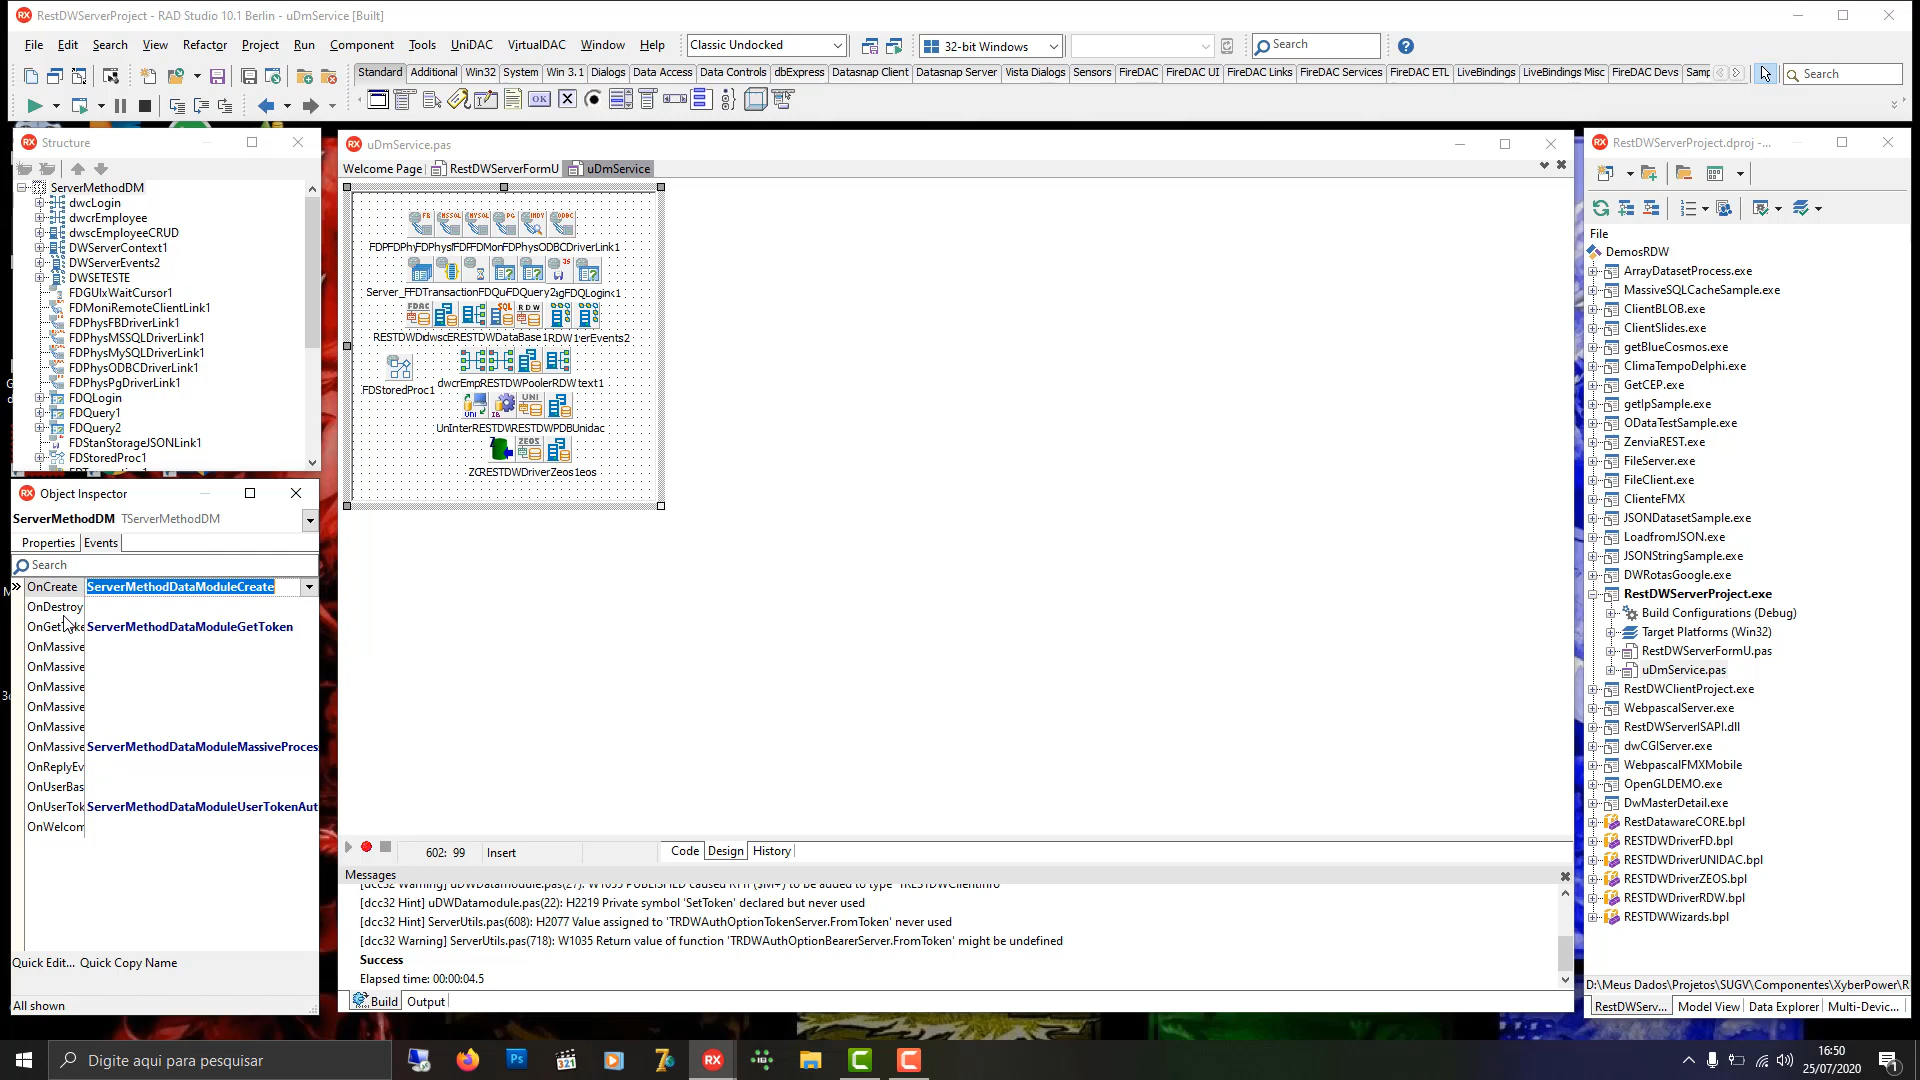 RestDWServerProject - RAD Studio 10.1 Berlin - uDmService [Built]
File Edit Search View Refactor Project Run Component Tools UniDAC VirtualDAC Window Help
Classic Undocked
32-bit Windows
Search
Standard Additional Win32 System Win 3.1 Dialogs Data Access Data Controls dbExpress Datasnap Client Datasnap Server Vista Dialogs Sensors FireDAC FireDAC UI FireDAC Links FireDAC Services FireDAC ETL LiveBindings LiveBindings Misc FireDAC Devs Samp
Search
Structure
ServerMethodDM
dwcLogin
dwcrEmployee
dwscEmployeeCRUD
DWServerContext1
DWServerEvents2
DWSETESTE
FDGUIxWaitCursor1
FDMoniRemoteClientLink1
FDPhysFBDriverLink1
FDPhysMSSQLDriverLink1
FDPhysMySQLDriverLink1
FDPhysODBCDriverLink1
FDPhysPgDriverLink1
FDQLogin
FDQuery1
FDQuery2
FDStanStorageJSONLink1
FDStoredProc1
Object Inspector
ServerMethodDM TServerMethodDM
Properties Events
Search
OnCreate ServerMethodDataModuleCreate
OnDestroy
OnGetToke ServerMethodDataModuleGetToken
OnMassive
OnMassive
OnMassive
OnMassive
OnMassive
OnMassive ServerMethodDataModuleMassiveProces
OnReplyEv
OnUserBas
OnUserTok ServerMethodDataModuleUserTokenAut
OnWelcom
Quick Edit... Quick Copy Name
All shown
uDmService.pas
Welcome Page RestDWServerFormU uDmService
FDPhysODBCDriverLink1
FDStoredProc1
602: 99 Insert
Code Design History
Messages
[dcc32 Hint] uDWDatamodule.pas(22): H2219 Private symbol 'SetToken' declared but never used
[dcc32 Hint] ServerUtils.pas(608): H2077 Value assigned to 'TRDWAuthOptionTokenServer.FromToken' never used
[dcc32 Warning] ServerUtils.pas(718): W1035 Return value of function 'TRDWAuthOptionBearerServer.FromToken' might be undefined
Success
Elapsed time: 00:00:04.5
Build Output
RestDWServerProject.dproj -...
File
DemosRDW
ArrayDatasetProcess.exe
MassiveSQLCacheSample.exe
ClientBLOB.exe
ClientSlides.exe
getBlueCosmos.exe
ClimaTempoDelphi.exe
GetCEP.exe
getIpSample.exe
ODataTestSample.exe
ZenviaREST.exe
FileServer.exe
FileClient.exe
ClienteFMX
JSONDatasetSample.exe
LoadfromJSON.exe
JSONStringSample.exe
DWRotasGoogle.exe
RestDWServerProject.exe
Build Configurations (Debug)
Target Platforms (Win32)
RestDWServerFormU.pas
uDmService.pas
RestDWClientProject.exe
WebpascalServer.exe
RestDWServerISAPI.dll
dwCGIServer.exe
WebpascalFMXMobile
OpenGLDEMO.exe
DwMasterDetail.exe
RestDatawareCORE.bpl
RESTDWDriverFD.bpl
RESTDWDriverUNIDAC.bpl
RESTDWDriverZEOS.bpl
RESTDWDriverRDW.bpl
RESTDWWizards.bpl
D:\Meus Dados\Projetos\SUGV\Componentes\XyberPower\R
RestDWServ... Model View Data Explorer Multi-Devic...
Digite aqui para pesquisar
16:50
25/07/2020